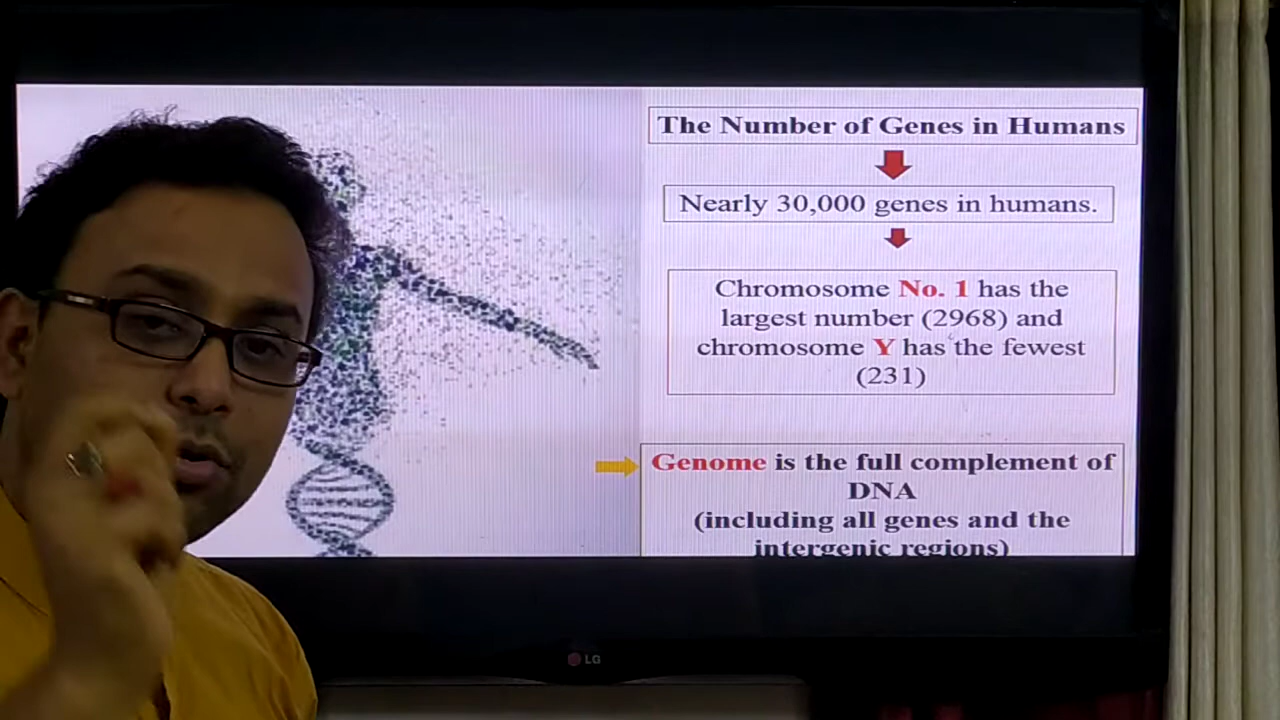 The Number of Genes in Humans
Nearly 30,000 genes in humans.
Chromosome No. 1 has the
largest number (2968) and
chromosome Y has the fewest
(231)
Genome is the full complement of
DNA
(including all genes and the
intergenic regions)
LG